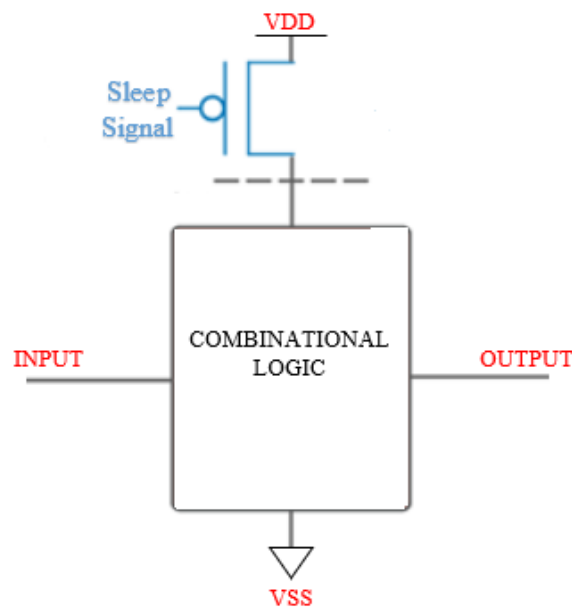 VDD
Sleep
Signal
COMBINATIONAL
LOGIC
INPUT
OUTPUT
VSS